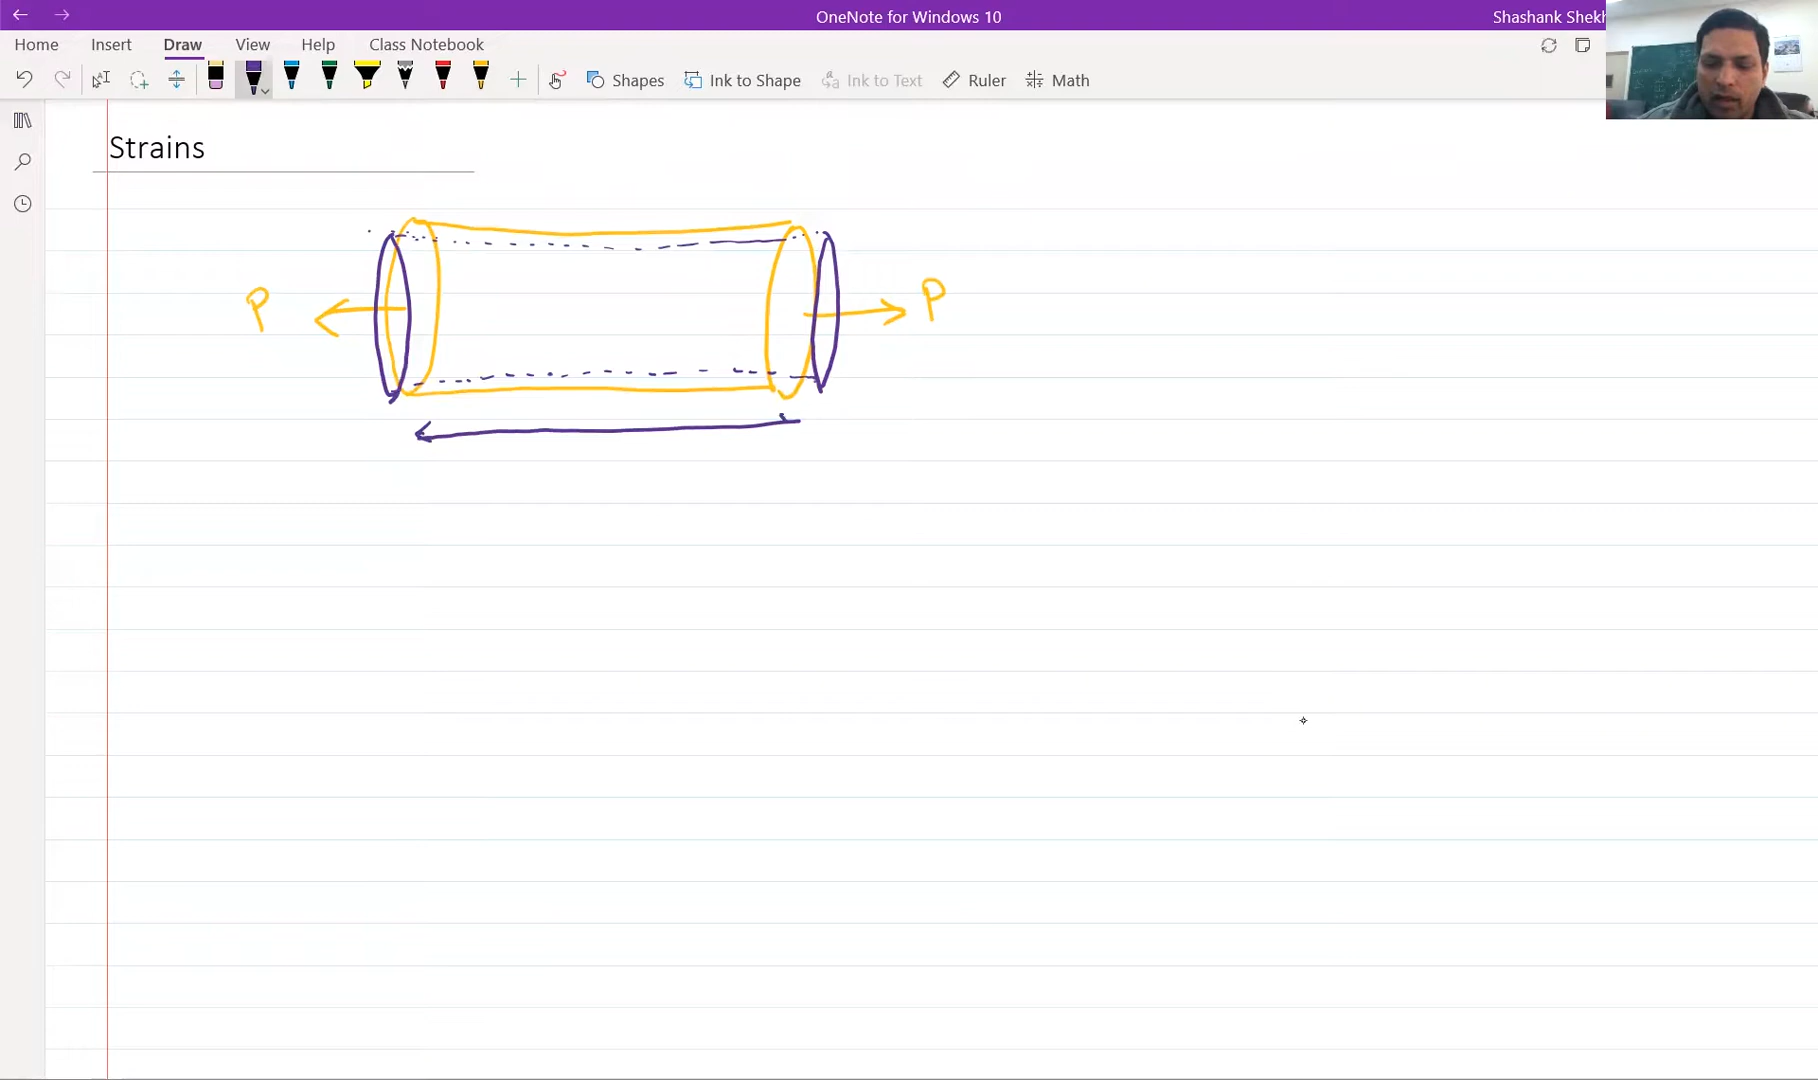 OneNote for Windows 10
Shashank Shekh
Home Insert Draw View Help Class Notebook
Shapes Ink to Shape Ink to Text Ruler Math
Strains
P P